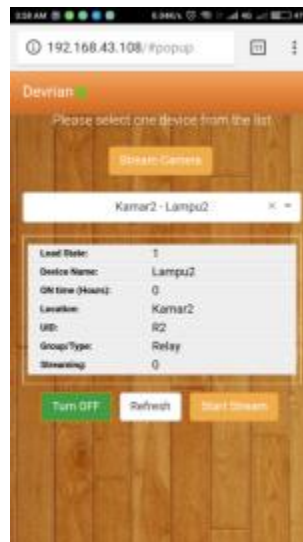 192.168.43.108/#popup
Devrian
Please select one device from the list
Stream Camera
Kamar2 - Lampu2
Load State: 1
Device Name: Lampu2
ON time (Hours): 0
Location: Kamar2
UID: R2
Group/Type: Relay
Streaming: 0
Turn OFF Refresh Start Stream